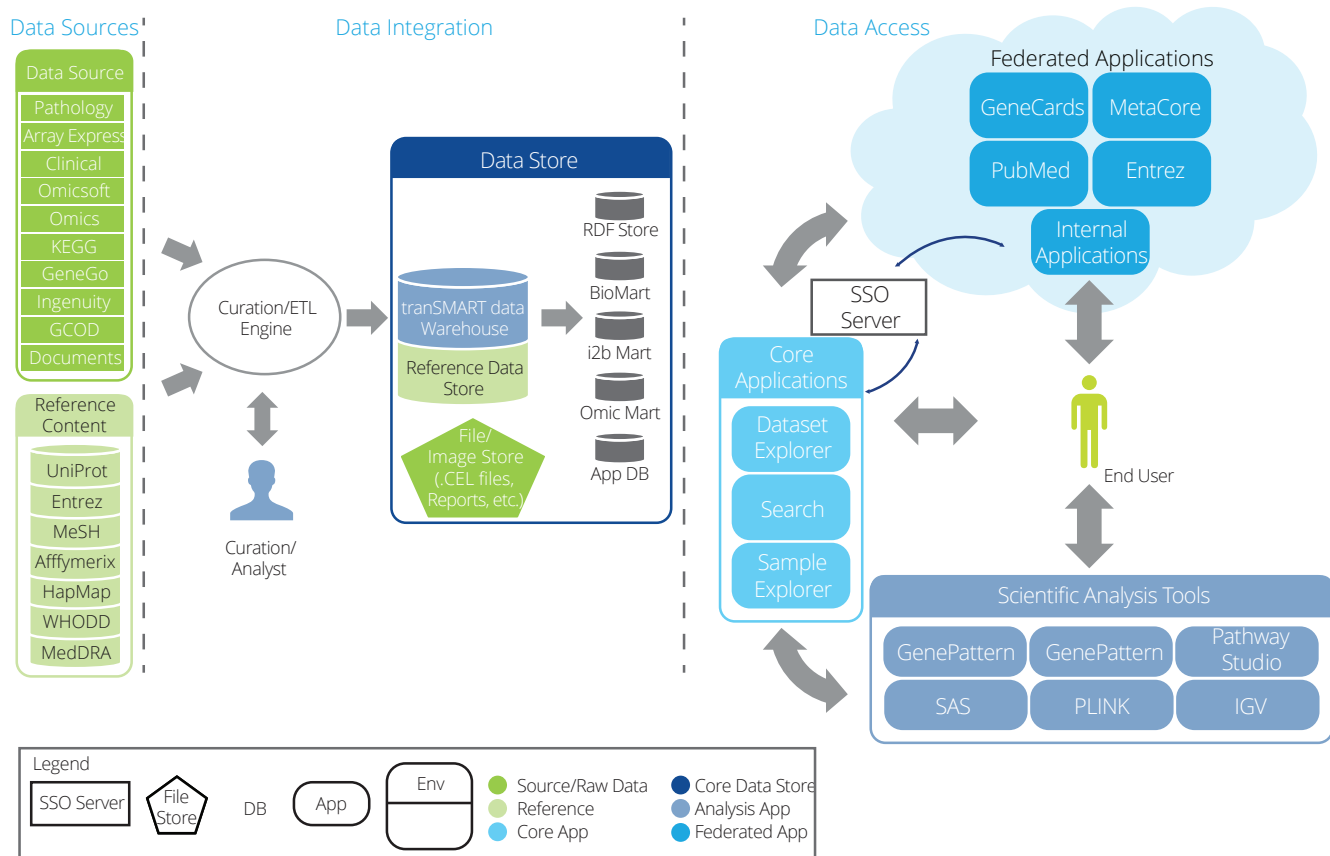 Data Sources
Data Integration
Data Access
Data Source
Pathology
Array Express
Clinical
Omicsoft
Omics
KEGG
GeneGo
Ingenuity
GCOD
Documents
Reference
Content
UniProt
Entrez
MeSH
Afffymerix
HapMap
WHODD
MedDRA
Curation/ETL
Engine
Curation/
Analyst
Data Store
tranSMART data
Warehouse
Reference Data
Store
File/
Image Store
(.CEL files,
Reports, etc.)
RDF Store
BioMart
i2b Mart
Omic Mart
App DB
Federated Applications
GeneCards
MetaCore
PubMed
Entrez
Internal
Applications
SSO
Server
Core
Applications
Dataset
Explorer
Search
Sample
Explorer
End User
Scientific Analysis Tools
GenePattern
GenePattern
Pathway
Studio
SAS
PLINK
IGV
Legend
SSO Server
File
Store
DB
App
Env
Source/Raw Data
Reference
Core App
Core Data Store
Analysis App
Federated App